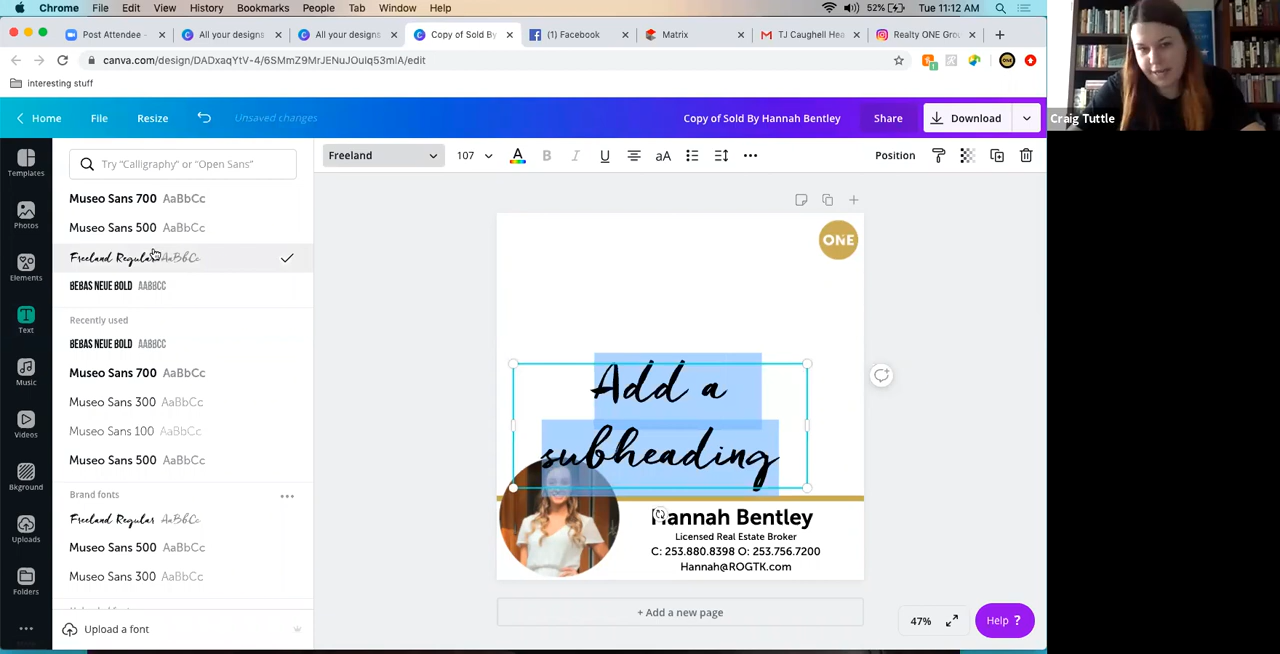 Chrome File Edit View History Bookmarks People Tab Window Help
52% Tue 11:12 AM
Post Attendee - All your designs All your designs Copy of Sold By (1) Facebook Matrix TJ Caughell Hea Realty ONE Grou
canva.com/design/DADxaqYtV-4/6SMmZ9MrJENuJOulq53mIA/edit
interesting stuff
Home File Resize Unsaved changes Copy of Sold By Hannah Bentley Share Download
Craig Tuttle
Templates
Photos
Elements
Text
Music
Videos
Bkground
Uploads
Folders
Try "Calligraphy" or "Open Sans"
Museo Sans 700 AaBbCc
Museo Sans 500 AaBbCc
Freeland Regular AaBbCc
BEBAS NEUE BOLD AABBCC
Recently used
BEBAS NEUE BOLD AABBCC
Museo Sans 700 AaBbCc
Museo Sans 300 AaBbCc
Museo Sans 100 AaBbCc
Museo Sans 500 AaBbCc
Brand fonts
Freeland Regular AaBbCc
Museo Sans 500 AaBbCc
Museo Sans 300 AaBbCc
Upload a font
Freeland 107 A B I U aA Position
ONE
Add a
subheading
Hannah Bentley
Licensed Real Estate Broker
C: 253.880.8398 O: 253.756.7200
Hannah@ROGTK.com
+ Add a new page
47% Help ?